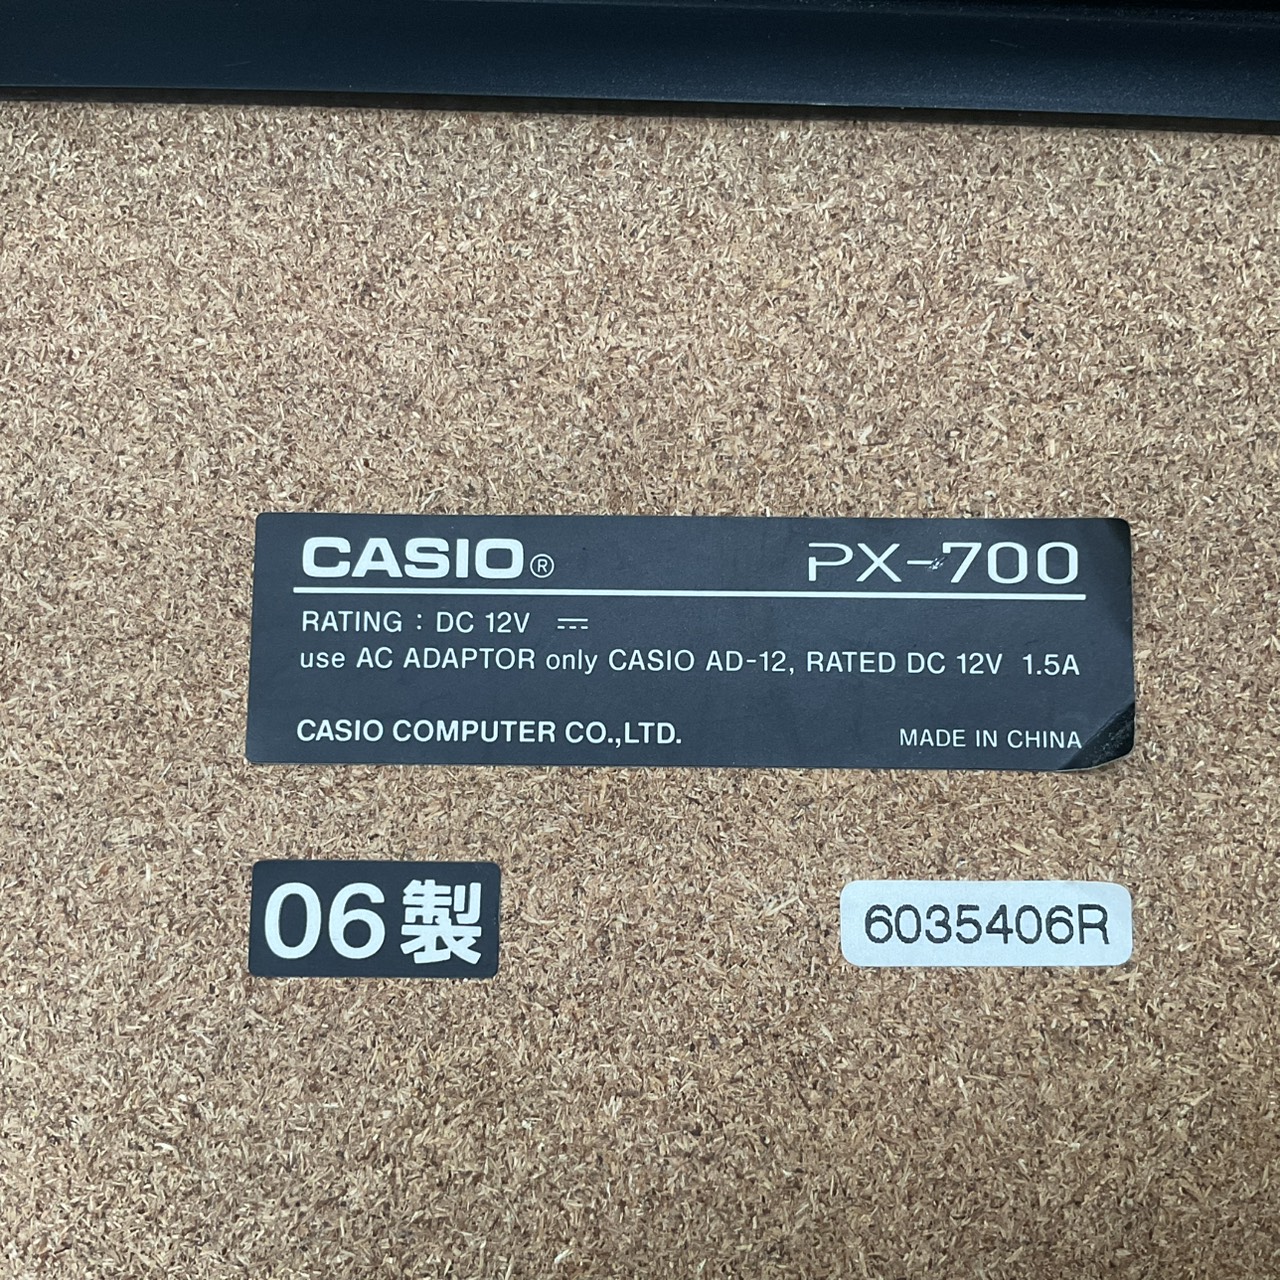 CASIO® PX-700
RATING : DC 12V ⎓
use AC ADAPTOR only CASIO AD-12, RATED DC 12V 1.5A
CASIO COMPUTER CO.,LTD. MADE IN CHINA
06製 6035406R